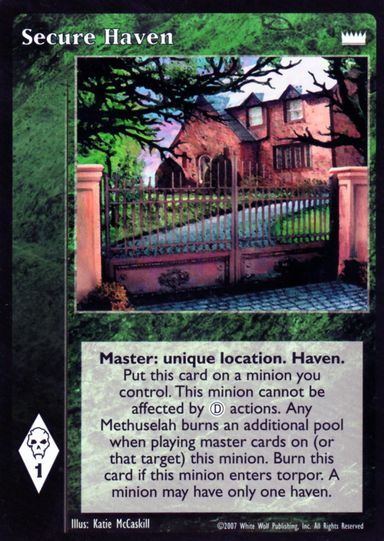 Secure Haven
Master: unique location. Haven.
Put this card on a minion you
control. This minion cannot be
affected by Ⓓ actions. Any
Methuselah burns an additional pool
when playing master cards on (or
that target) this minion. Burn this
card if this minion enters torpor. A
minion may have only one haven.
1
Illus: Katie McCaskill
©2007 White Wolf Publishing, Inc. All Rights Reserved